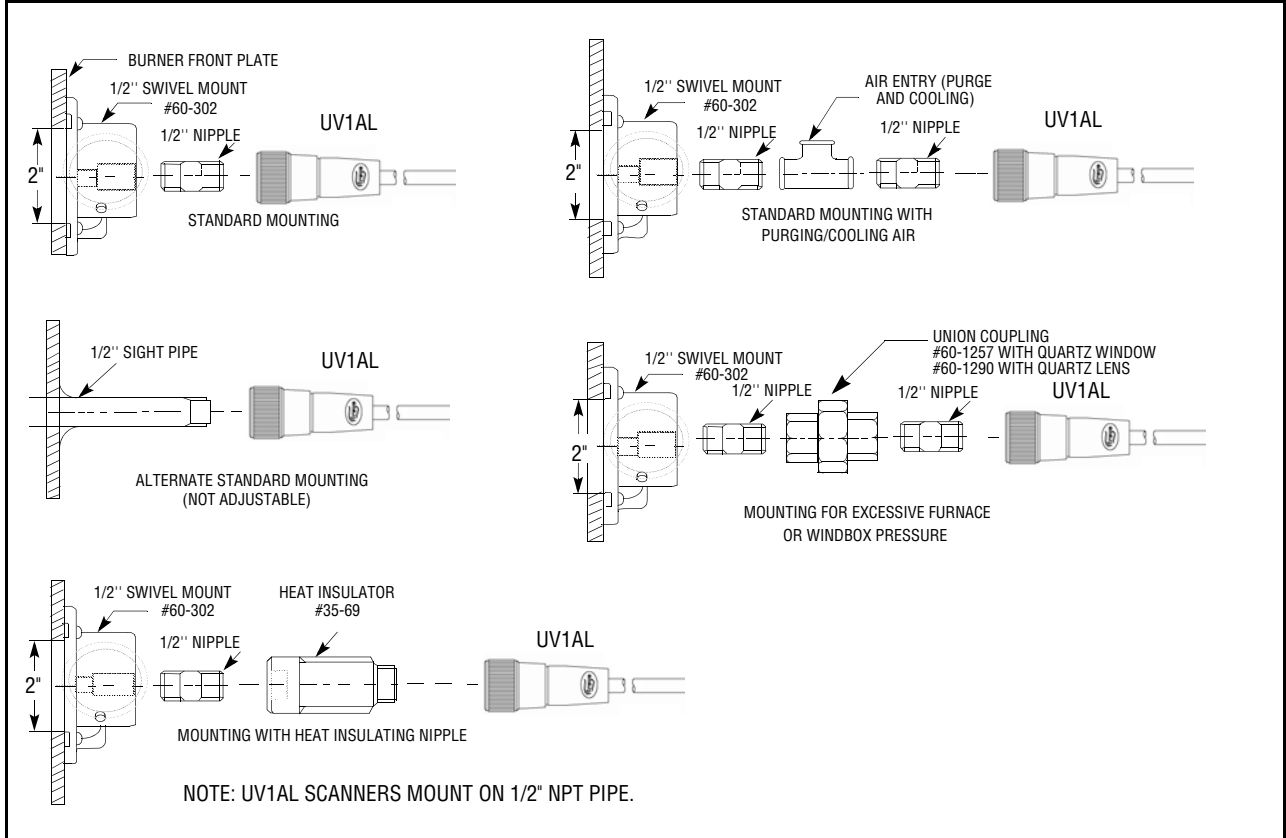 BURNER FRONT PLATE
1/2'' SWIVEL MOUNT
#60-302
1/2'' NIPPLE
UV1AL
2"
STANDARD MOUNTING
1/2'' SWIVEL MOUNT
#60-302
1/2'' NIPPLE
AIR ENTRY (PURGE
AND COOLING)
1/2'' NIPPLE
UV1AL
2"
STANDARD MOUNTING WITH
PURGING/COOLING AIR
1/2'' SIGHT PIPE
UV1AL
ALTERNATE STANDARD MOUNTING
(NOT ADJUSTABLE)
1/2'' SWIVEL MOUNT
#60-302
1/2'' NIPPLE
UNION COUPLING
#60-1257 WITH QUARTZ WINDOW
#60-1290 WITH QUARTZ LENS
1/2'' NIPPLE
UV1AL
2"
MOUNTING FOR EXCESSIVE FURNACE
OR WINDBOX PRESSURE
1/2'' SWIVEL MOUNT
#60-302
1/2'' NIPPLE
HEAT INSULATOR
#35-69
UV1AL
2"
MOUNTING WITH HEAT INSULATING NIPPLE
NOTE: UV1AL SCANNERS MOUNT ON 1/2" NPT PIPE.